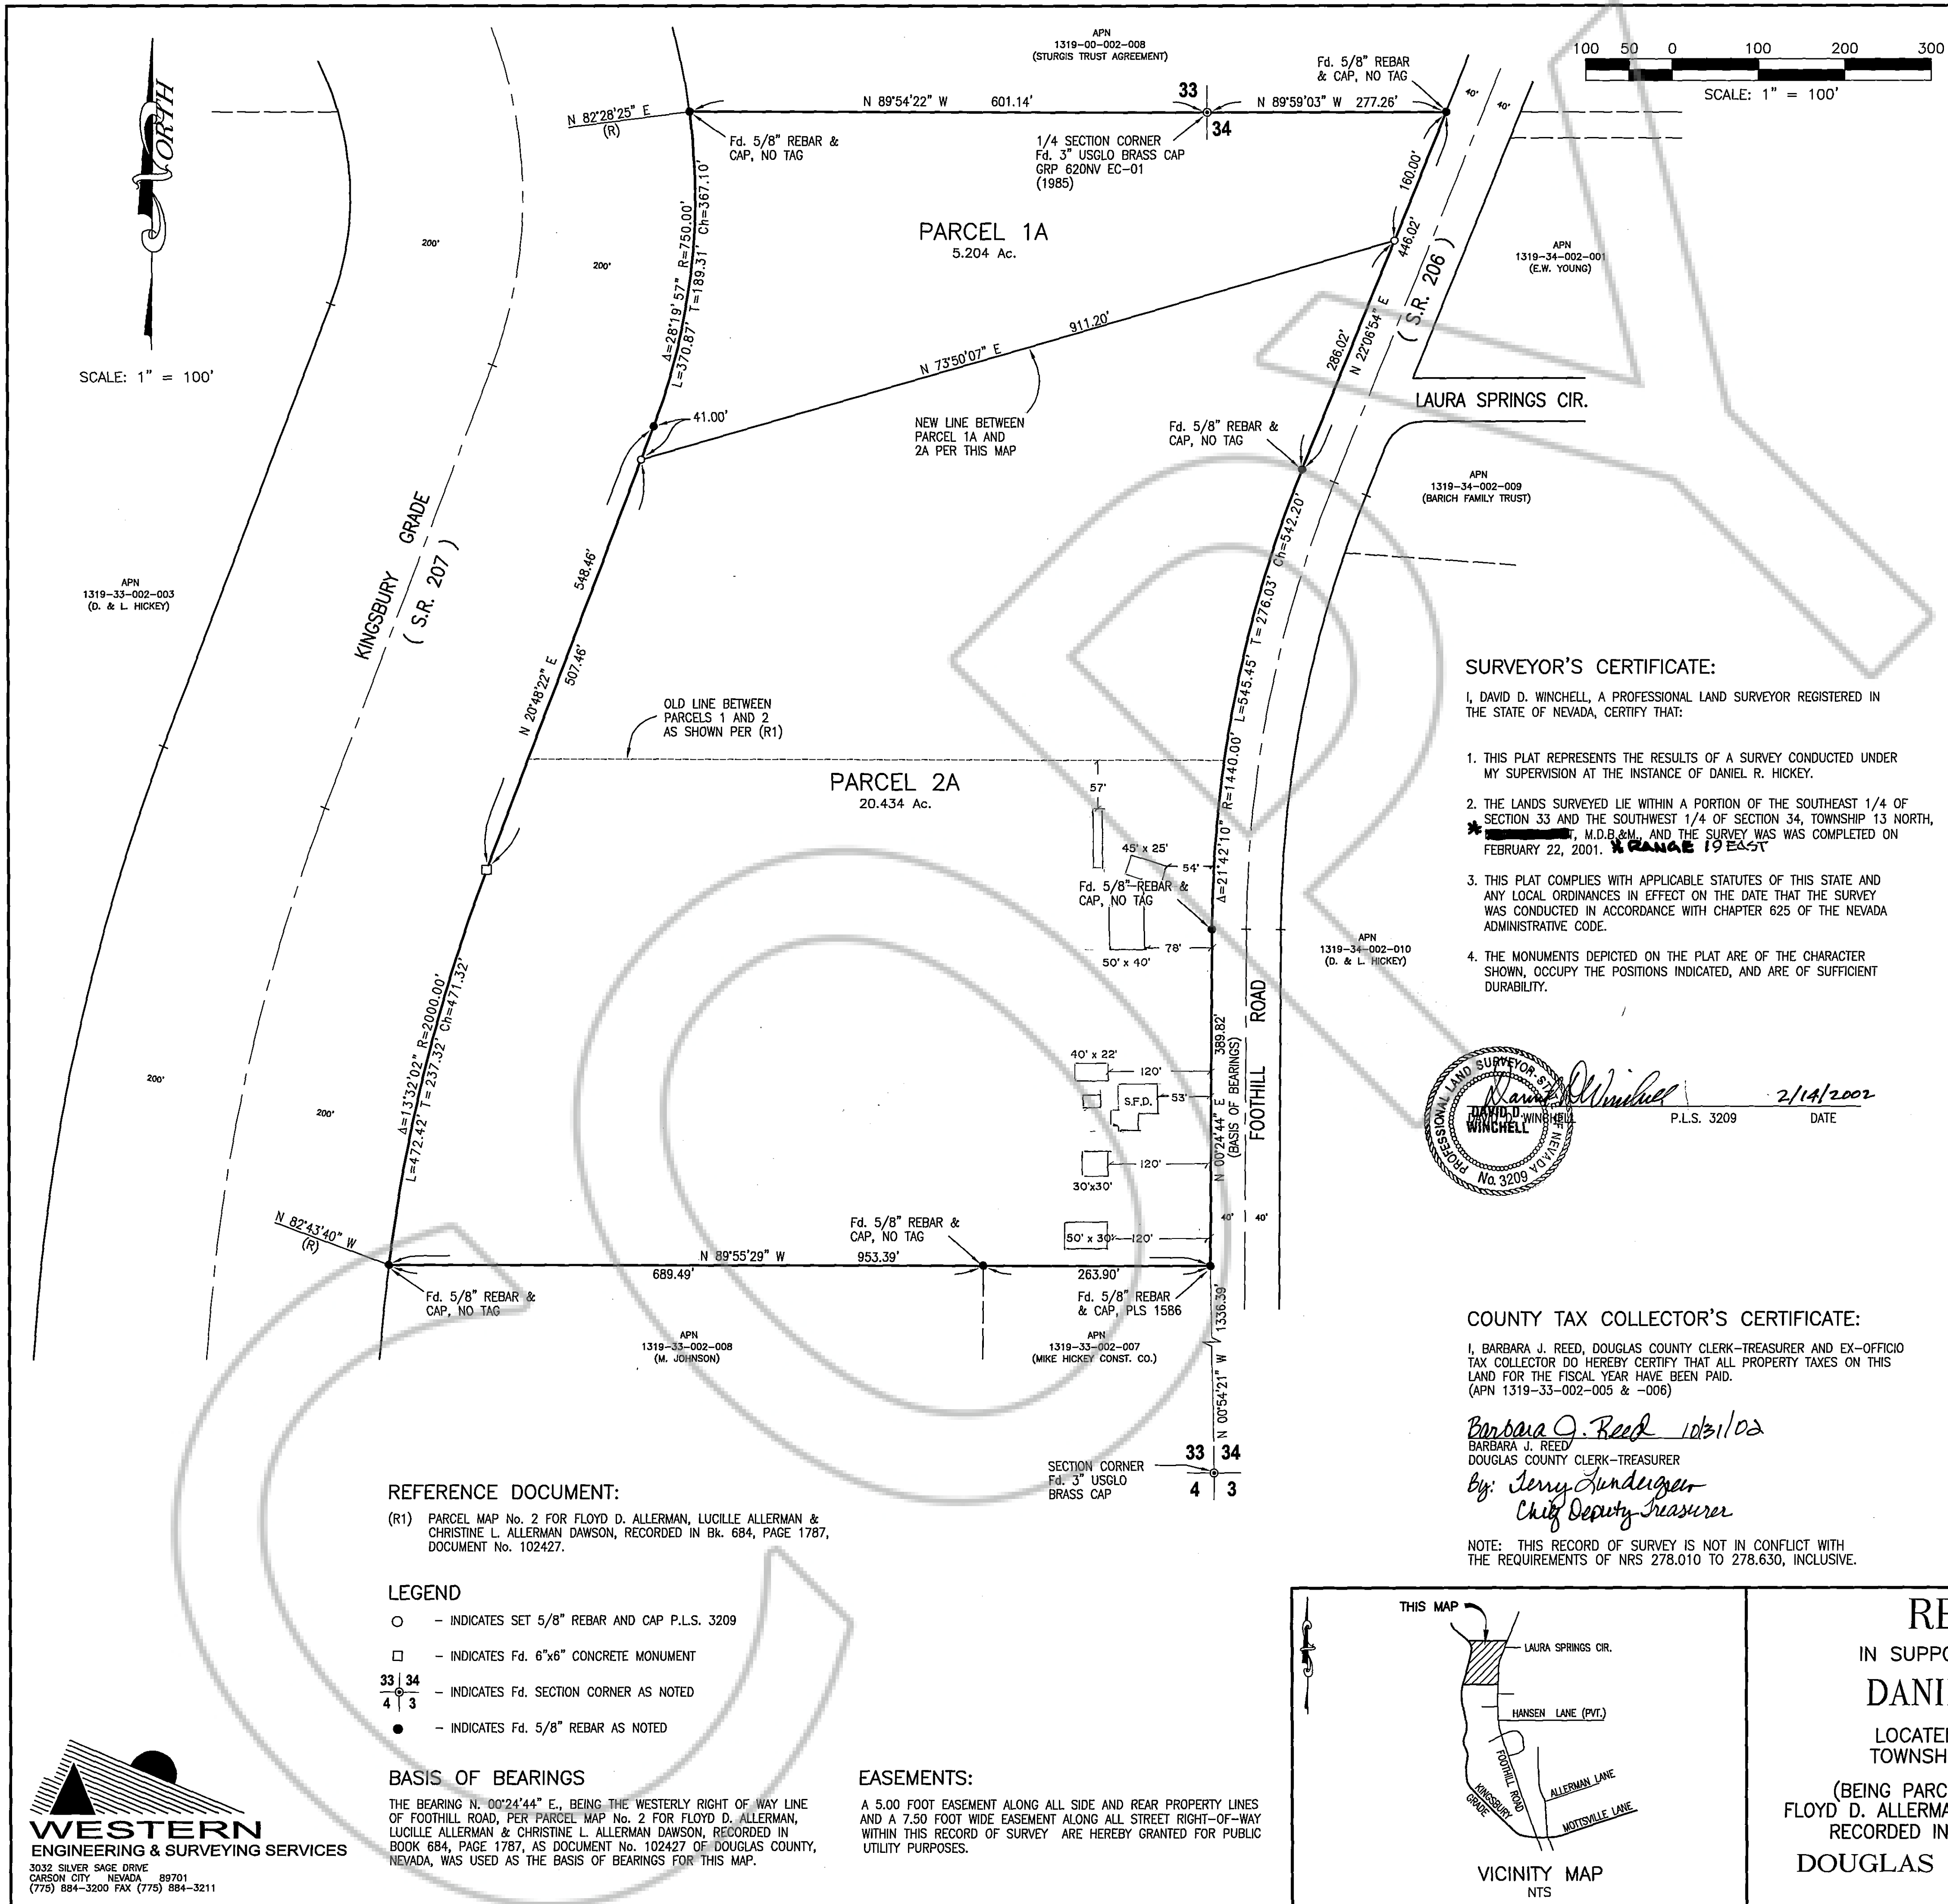 NORTH
SCALE: 1" = 100'
APN
1319-00-002-008
(STURGIS TRUST AGREEMENT)
100 50 0 100 200 300
SCALE: 1" = 100'
Fd. 5/8" REBAR
& CAP, NO TAG
N 89°54'22" W 601.14'
33
34
N 89°59'03" W 277.26'
40' 40'
N 82°28'25" E
(R)
Fd. 5/8" REBAR &
CAP, NO TAG
1/4 SECTION CORNER
Fd. 3" USGLO BRASS CAP
GRP 620NV EC-01
(1985)
160.00'
446.02'
PARCEL 1A
5.204 Ac.
200'
200'
Δ=28°19'57" R=750.00'
L=370.87' T=189.31' Ch=367.10'
( S.R. 206 )
APN
1319-34-002-001
(E.W. YOUNG)
911.20'
N 73°50'07" E
286.02'
N 22°06'54" E
41.00'
LAURA SPRINGS CIR.
NEW LINE BETWEEN
PARCEL 1A AND
2A PER THIS MAP
Fd. 5/8" REBAR &
CAP, NO TAG
APN
1319-34-002-009
(BARICH FAMILY TRUST)
KINGSBURY GRADE
( S.R. 207 )
APN
1319-33-002-003
(D. & L. HICKEY)
548.46'
N 20°48'22" E
507.46'
Δ=21°42'10" R=1440.00' L=545.45' T= 276.03' Ch=542.20'
OLD LINE BETWEEN
PARCELS 1 AND 2
AS SHOWN PER (R1)
PARCEL 2A
20.434 Ac.
57'
45' x 25'
54'
Fd. 5/8" REBAR &
CAP, NO TAG
78'
50' x 40'
APN
1319-34-002-010
(D. & L. HICKEY)
FOOTHILL ROAD
N 00°24'44" E 389.82'
(BASIS OF BEARINGS)
40' x 22'
120'
S.F.D.
53'
120'
30'x30'
50' x 30'
120'
40' 40'
Δ=13°32'02" R=2000.00'
L=472.42' T=237.32' Ch=471.32'
200'
200'
N 82°43'40" W
(R)
Fd. 5/8" REBAR &
CAP, NO TAG
N 89°55'29" W 953.39'
689.49'
263.90'
Fd. 5/8" REBAR &
CAP, NO TAG
Fd. 5/8" REBAR
& CAP, PLS 1586
APN
1319-33-002-008
(M. JOHNSON)
APN
1319-33-002-007
(MIKE HICKEY CONST. CO.)
N 00°54'21" W 1336.39'
SECTION CORNER
Fd. 3" USGLO
BRASS CAP
33 34
4 3
SURVEYOR'S CERTIFICATE:
I, DAVID D. WINCHELL, A PROFESSIONAL LAND SURVEYOR REGISTERED IN
THE STATE OF NEVADA, CERTIFY THAT:
1. THIS PLAT REPRESENTS THE RESULTS OF A SURVEY CONDUCTED UNDER
MY SUPERVISION AT THE INSTANCE OF DANIEL R. HICKEY.
2. THE LANDS SURVEYED LIE WITHIN A PORTION OF THE SOUTHEAST 1/4 OF
SECTION 33 AND THE SOUTHWEST 1/4 OF SECTION 34, TOWNSHIP 13 NORTH,
* T, M.D.B.&M., AND THE SURVEY WAS WAS COMPLETED ON
FEBRUARY 22, 2001. * RANGE 19 EAST
3. THIS PLAT COMPLIES WITH APPLICABLE STATUTES OF THIS STATE AND
ANY LOCAL ORDINANCES IN EFFECT ON THE DATE THAT THE SURVEY
WAS CONDUCTED IN ACCORDANCE WITH CHAPTER 625 OF THE NEVADA
ADMINISTRATIVE CODE.
4. THE MONUMENTS DEPICTED ON THE PLAT ARE OF THE CHARACTER
SHOWN, OCCUPY THE POSITIONS INDICATED, AND ARE OF SUFFICIENT
DURABILITY.
PROFESSIONAL LAND SURVEYOR-STATE OF NEVADA
DAVID D.
WINCHELL
No. 3209
David D Winchell 2/14/2002
DAVID D. WINCHELL P.L.S. 3209 DATE
COUNTY TAX COLLECTOR'S CERTIFICATE:
I, BARBARA J. REED, DOUGLAS COUNTY CLERK-TREASURER AND EX-OFFICIO
TAX COLLECTOR DO HEREBY CERTIFY THAT ALL PROPERTY TAXES ON THIS
LAND FOR THE FISCAL YEAR HAVE BEEN PAID.
(APN 1319-33-002-005 & -006)
Barbara J. Reed 10/31/02
BARBARA J. REED
DOUGLAS COUNTY CLERK-TREASURER
By: Terry Lundergreen
Chief Deputy Treasurer
NOTE: THIS RECORD OF SURVEY IS NOT IN CONFLICT WITH
THE REQUIREMENTS OF NRS 278.010 TO 278.630, INCLUSIVE.
REFERENCE DOCUMENT:
(R1) PARCEL MAP No. 2 FOR FLOYD D. ALLERMAN, LUCILLE ALLERMAN &
CHRISTINE L. ALLERMAN DAWSON, RECORDED IN Bk. 684, PAGE 1787,
DOCUMENT No. 102427.
LEGEND
– INDICATES SET 5/8" REBAR AND CAP P.L.S. 3209
– INDICATES Fd. 6"x6" CONCRETE MONUMENT
33 34
4 3
– INDICATES Fd. SECTION CORNER AS NOTED
– INDICATES Fd. 5/8" REBAR AS NOTED
BASIS OF BEARINGS
THE BEARING N. 00°24'44" E., BEING THE WESTERLY RIGHT OF WAY LINE
OF FOOTHILL ROAD, PER PARCEL MAP No. 2 FOR FLOYD D. ALLERMAN,
LUCILLE ALLERMAN & CHRISTINE L. ALLERMAN DAWSON, RECORDED IN
BOOK 684, PAGE 1787, AS DOCUMENT No. 102427 OF DOUGLAS COUNTY,
NEVADA, WAS USED AS THE BASIS OF BEARINGS FOR THIS MAP.
EASEMENTS:
A 5.00 FOOT EASEMENT ALONG ALL SIDE AND REAR PROPERTY LINES
AND A 7.50 FOOT WIDE EASEMENT ALONG ALL STREET RIGHT-OF-WAY
WITHIN THIS RECORD OF SURVEY ARE HEREBY GRANTED FOR PUBLIC
UTILITY PURPOSES.
WESTERN
ENGINEERING & SURVEYING SERVICES
3032 SILVER SAGE DRIVE
CARSON CITY NEVADA 89701
(775) 884-3200 FAX (775) 884-3211
THIS MAP
LAURA SPRINGS CIR.
HANSEN LANE (PVT.)
FOOTHILL ROAD
KINGSBURY GRADE
ALLERMAN LANE
MOTTSVILLE LANE
VICINITY MAP
NTS
RE
IN SUPPO
DANI
LOCATE
TOWNSH
(BEING PARC
FLOYD D. ALLERMA
RECORDED IN
DOUGLAS
COPY